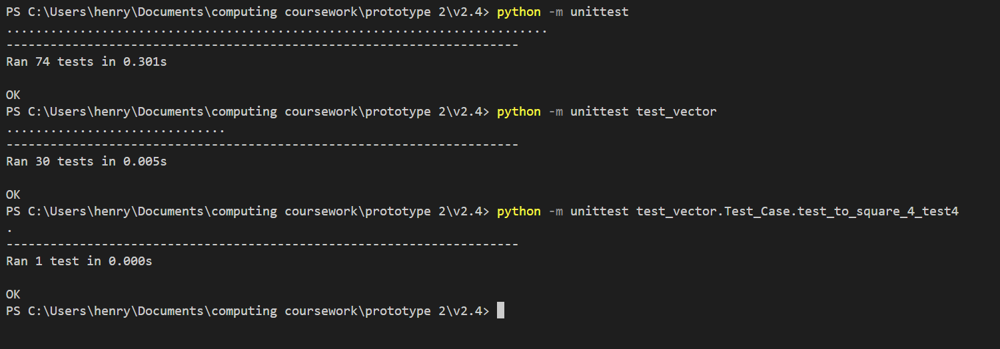 PS C:\Users\henry\Documents\computing coursework\prototype 2\v2.4> python -m unittest
..........................................................................
----------------------------------------------------------------------
Ran 74 tests in 0.301s

OK
PS C:\Users\henry\Documents\computing coursework\prototype 2\v2.4> python -m unittest test_vector
..............................
----------------------------------------------------------------------
Ran 30 tests in 0.005s

OK
PS C:\Users\henry\Documents\computing coursework\prototype 2\v2.4> python -m unittest test_vector.Test_Case.test_to_square_4_test4
.
----------------------------------------------------------------------
Ran 1 test in 0.000s

OK
PS C:\Users\henry\Documents\computing coursework\prototype 2\v2.4>